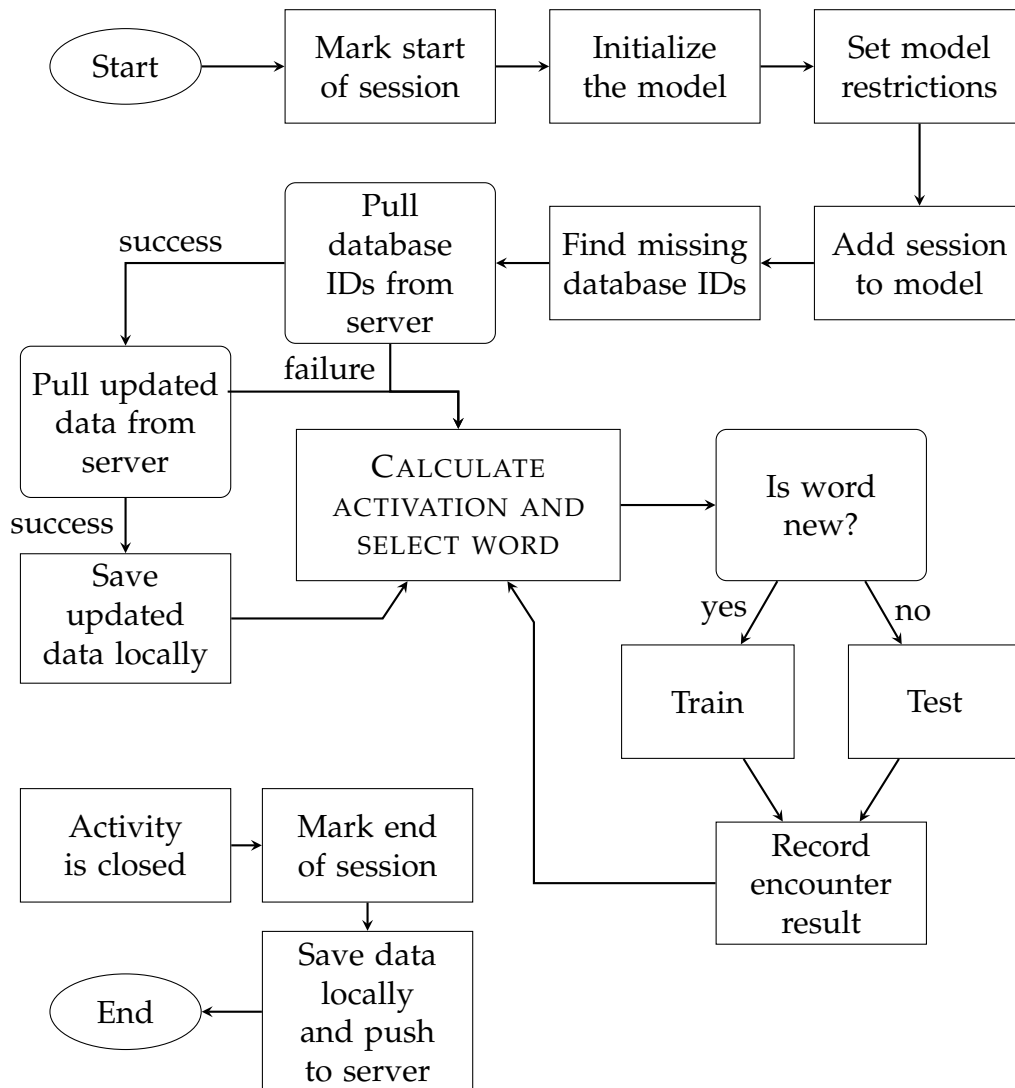 Start
Mark start
of session
Initialize
the model
Set model
restrictions
Pull
database
IDs from
server
Find missing
database IDs
Add session
to model
success
failure
Pull updated
data from
server
CALCULATE
ACTIVATION AND
SELECT WORD
Is word
new?
success
Save
updated
data locally
yes
no
Train
Test
Activity
is closed
Mark end
of session
Record
encounter
result
End
Save data
locally
and push
to server